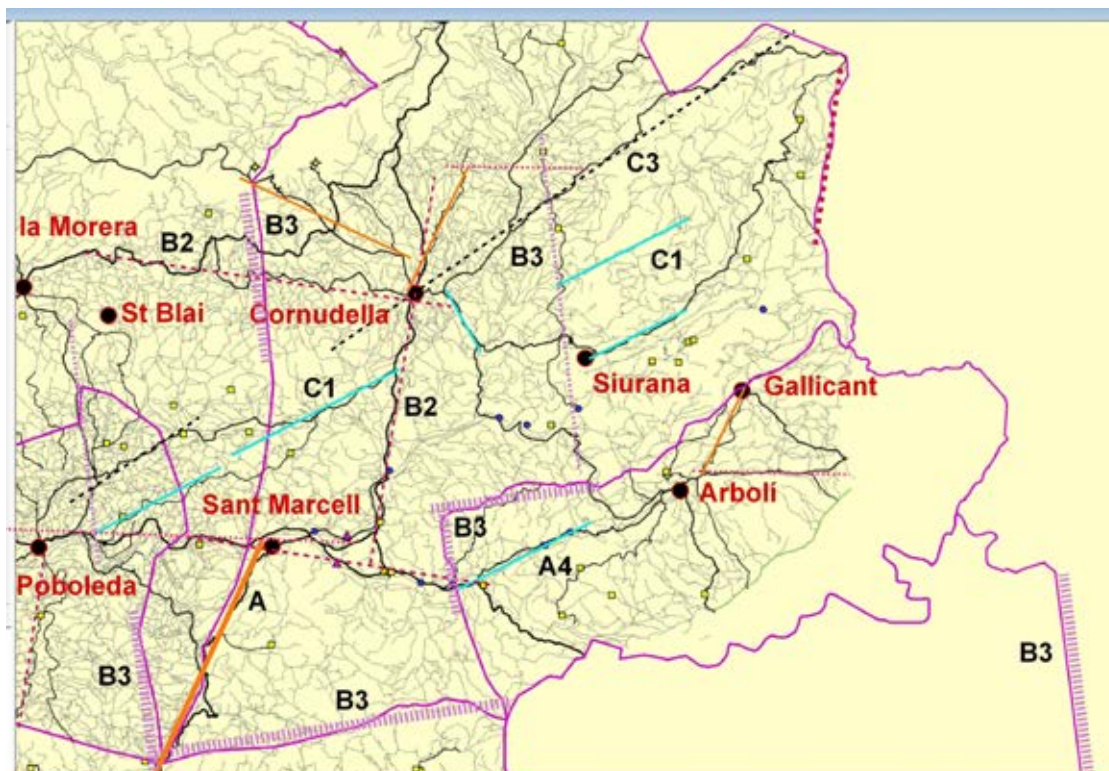 C3
la Morera
B3
B2
B3
C1
St Blai
Cornudella
Siurana
Gallicant
C1
B2
Sant Marcell
Arbolí
B3
A4
Poboleda
A
B3
B3
B3